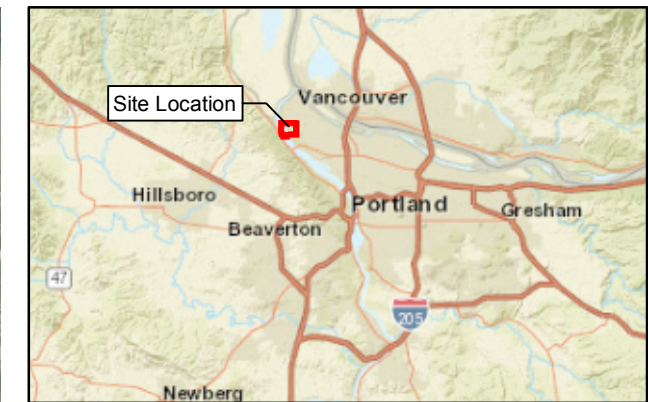 Vancouver
Site Location
Hillsboro
Portland
Gresham
Beaverton
47
205
Newberg